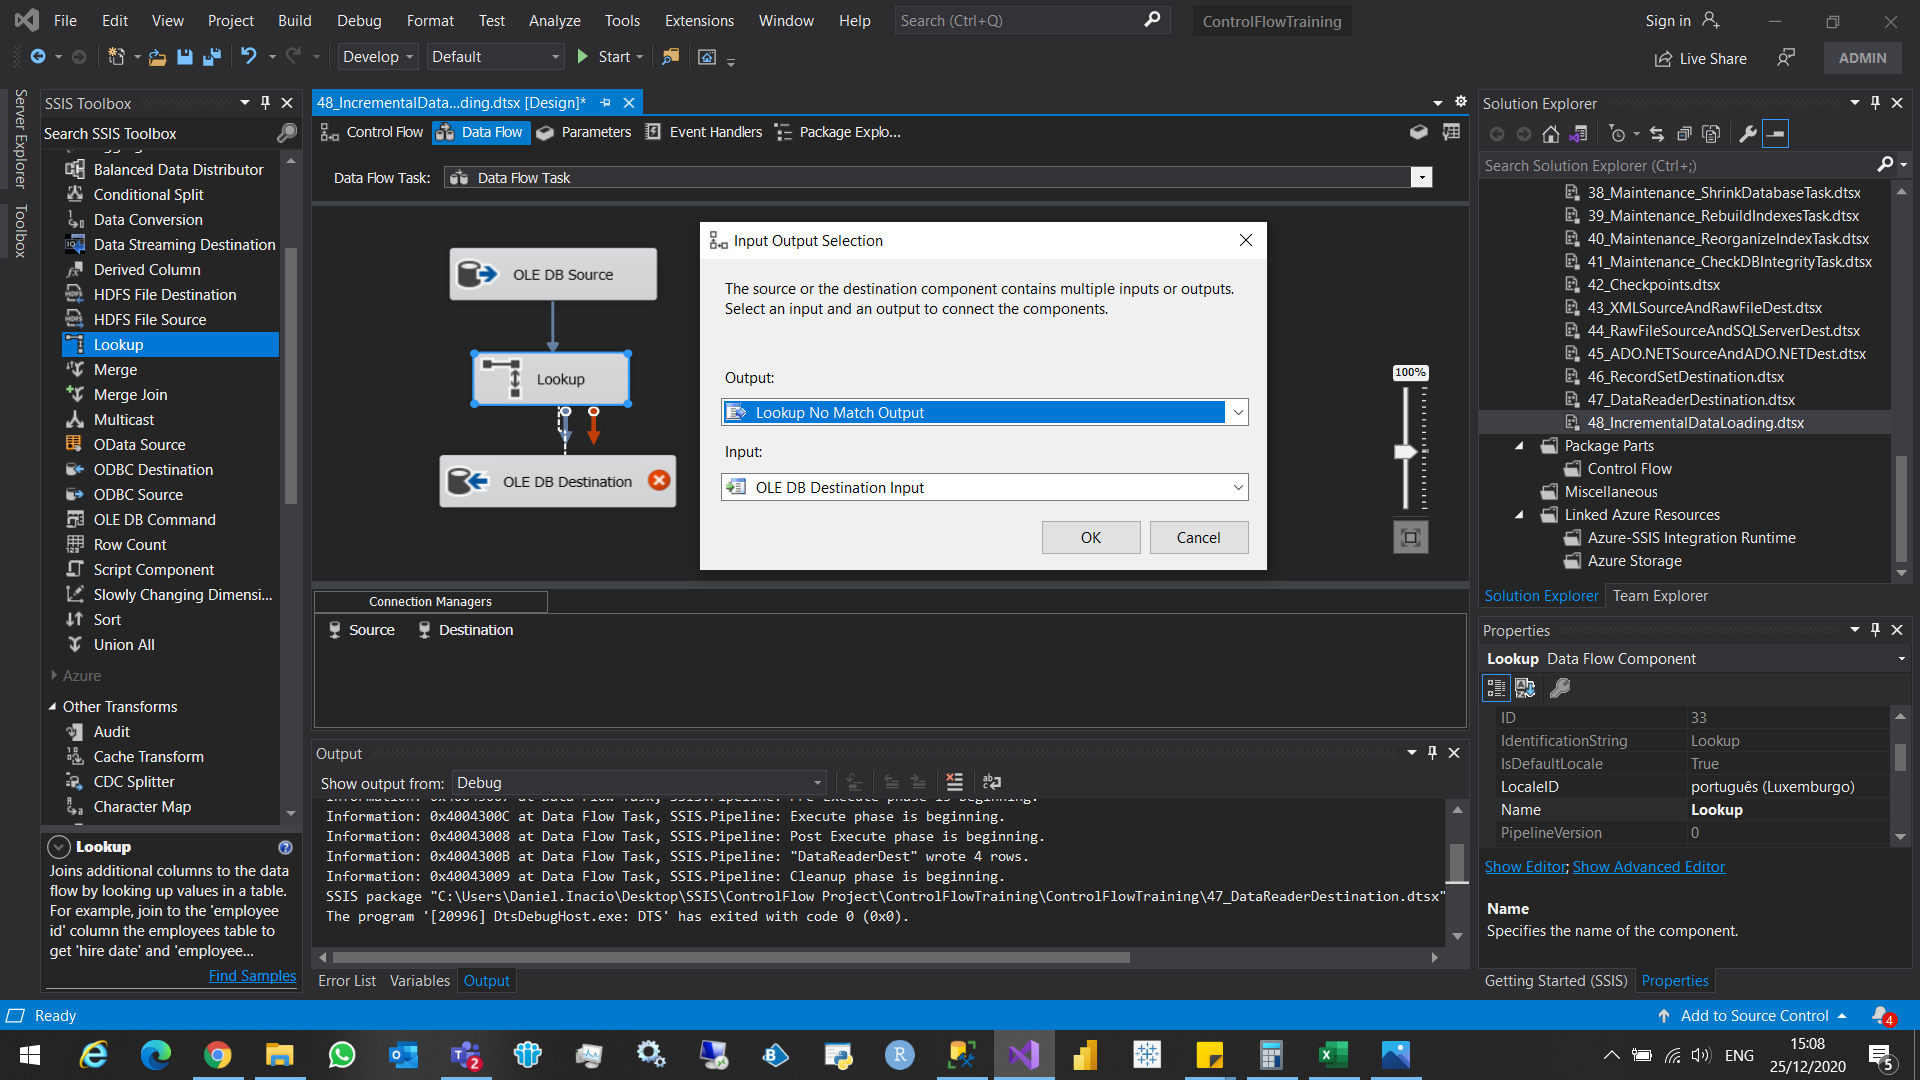 File Edit View Project Build Debug Format Test Analyze Tools Extensions Window Help Search (Ctrl+Q) ControlFlowTraining Sign in
Develop Default Start Live Share ADMIN
Server Explorer
Toolbox
SSIS Toolbox
Search SSIS Toolbox
Balanced Data Distributor
Conditional Split
Data Conversion
Data Streaming Destination
Derived Column
HDFS File Destination
HDFS File Source
Lookup
Merge
Merge Join
Multicast
OData Source
ODBC Destination
ODBC Source
OLE DB Command
Row Count
Script Component
Slowly Changing Dimensi...
Sort
Union All
Azure
Other Transforms
Audit
Cache Transform
CDC Splitter
Character Map
Lookup
Joins additional columns to the data
flow by looking up values in a table.
For example, join to the 'employee
id' column the employees table to
get 'hire date' and 'employee...
Find Samples
48_IncrementalData...ding.dtsx [Design]*
Control Flow Data Flow Parameters Event Handlers Package Explo...
Data Flow Task: Data Flow Task
OLE DB Source
Lookup
OLE DB Destination
100%
Input Output Selection
The source or the destination component contains multiple inputs or outputs.
Select an input and an output to connect the components.
Output:
Lookup No Match Output
Input:
OLE DB Destination Input
OK Cancel
Connection Managers
Source Destination
Output
Show output from: Debug
Information: 0x40043007 at Data Flow Task, SSIS.Pipeline: Pre-Execute phase is beginning.
Information: 0x4004300C at Data Flow Task, SSIS.Pipeline: Execute phase is beginning.
Information: 0x40043008 at Data Flow Task, SSIS.Pipeline: Post Execute phase is beginning.
Information: 0x4004300B at Data Flow Task, SSIS.Pipeline: "DataReaderDest" wrote 4 rows.
Information: 0x40043009 at Data Flow Task, SSIS.Pipeline: Cleanup phase is beginning.
SSIS package "C:\Users\Daniel.Inacio\Desktop\SSIS\ControlFlow Project\ControlFlowTraining\ControlFlowTraining\47_DataReaderDestination.dtsx"
The program '[20996] DtsDebugHost.exe: DTS' has exited with code 0 (0x0).
Error List Variables Output
Solution Explorer
Search Solution Explorer (Ctrl+;)
38_Maintenance_ShrinkDatabaseTask.dtsx
39_Maintenance_RebuildIndexesTask.dtsx
40_Maintenance_ReorganizeIndexTask.dtsx
41_Maintenance_CheckDBIntegrityTask.dtsx
42_Checkpoints.dtsx
43_XMLSourceAndRawFileDest.dtsx
44_RawFileSourceAndSQLServerDest.dtsx
45_ADO.NETSourceAndADO.NETDest.dtsx
46_RecordSetDestination.dtsx
47_DataReaderDestination.dtsx
48_IncrementalDataLoading.dtsx
Package Parts
Control Flow
Miscellaneous
Linked Azure Resources
Azure-SSIS Integration Runtime
Azure Storage
Solution Explorer Team Explorer
Properties
Lookup Data Flow Component
ID 33
IdentificationString Lookup
IsDefaultLocale True
LocaleID português (Luxemburgo)
Name Lookup
PipelineVersion 0
Show Editor; Show Advanced Editor
Name
Specifies the name of the component.
Getting Started (SSIS) Properties
Ready Add to Source Control 4
2 ENG 15:08
25/12/2020 5